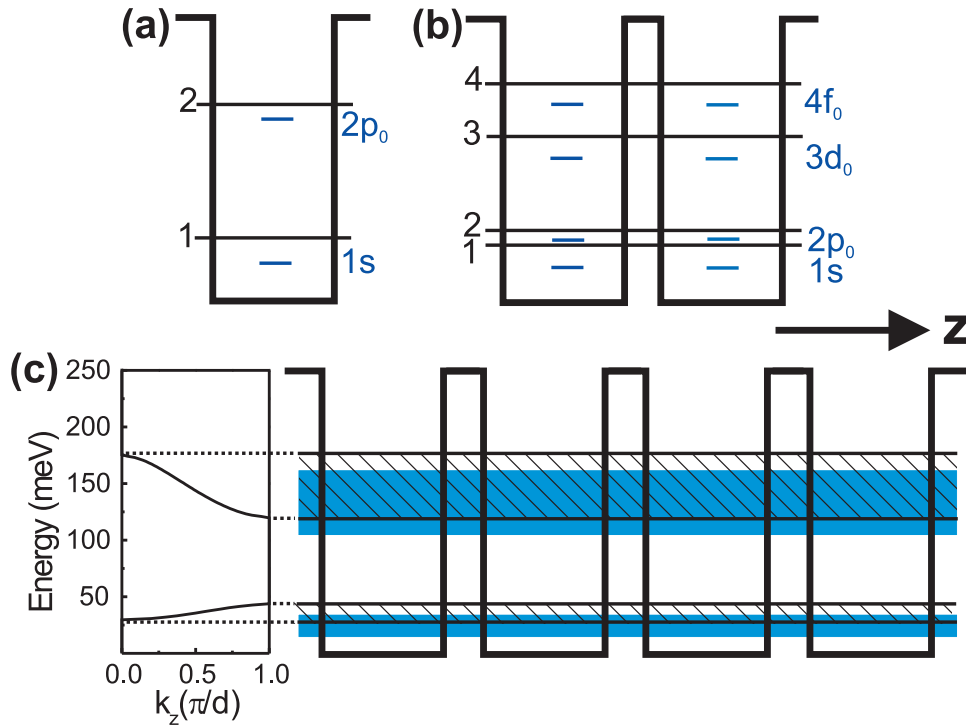 (a)
2
2p₀
1
1s
(b)
4
4f₀
3
3d₀
2
2p₀
1
1s
z
(c)
Energy (meV)
250
200
150
100
50
0.0 0.5 1.0
k_z(π/d)